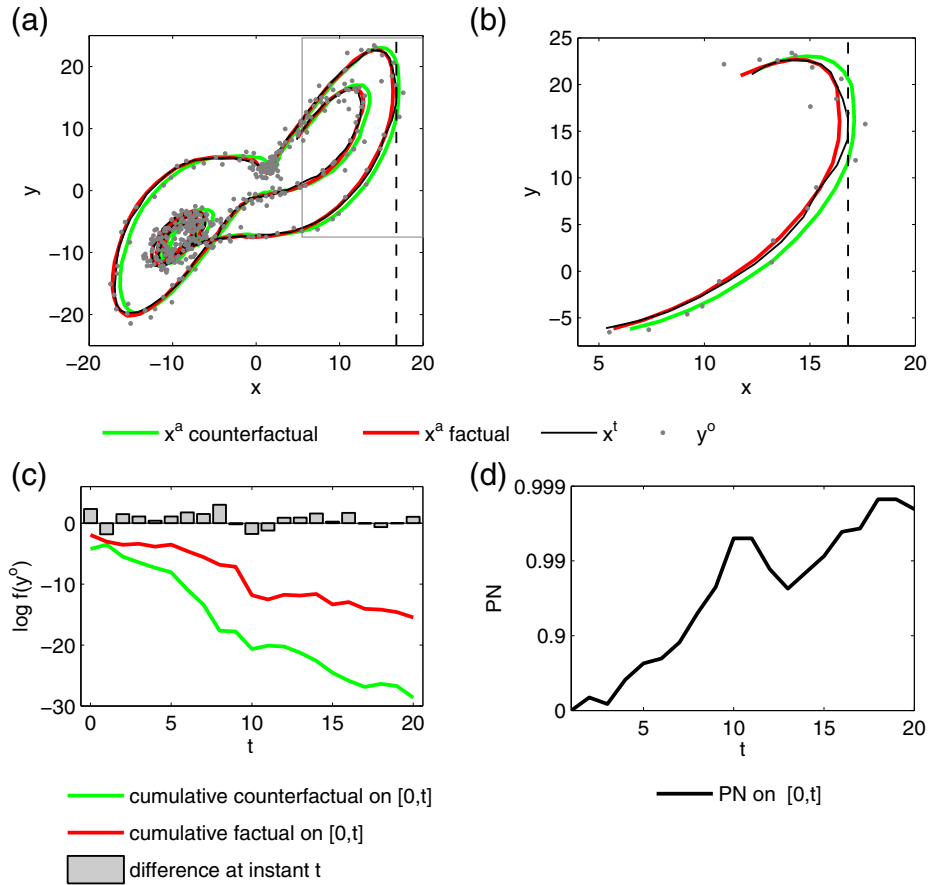 (a)
(b)
20
10
0
−10
−20
y
−20
−10
0
10
20
x
25
20
15
10
5
0
−5
y
5
10
15
20
x
x^a counterfactual
x^a factual
x^t
y^o
(c)
(d)
0
−10
−20
−30
log f(y^o)
0
5
10
15
20
t
0.999
0.99
0.9
0
PN
5
10
15
20
t
cumulative counterfactual on [0,t]
cumulative factual on [0,t]
difference at instant t
PN on [0,t]